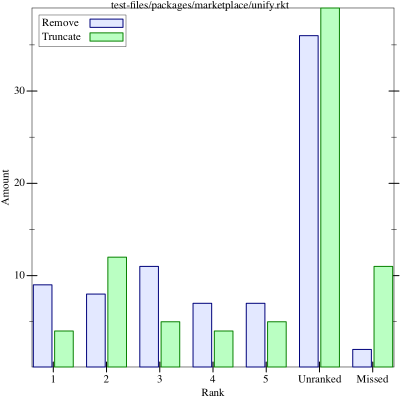 test-files/packages/marketplace/unify.rkt
Remove
Truncate
30
20
10
Amount
1 2 3 4 5 Unranked Missed
Rank